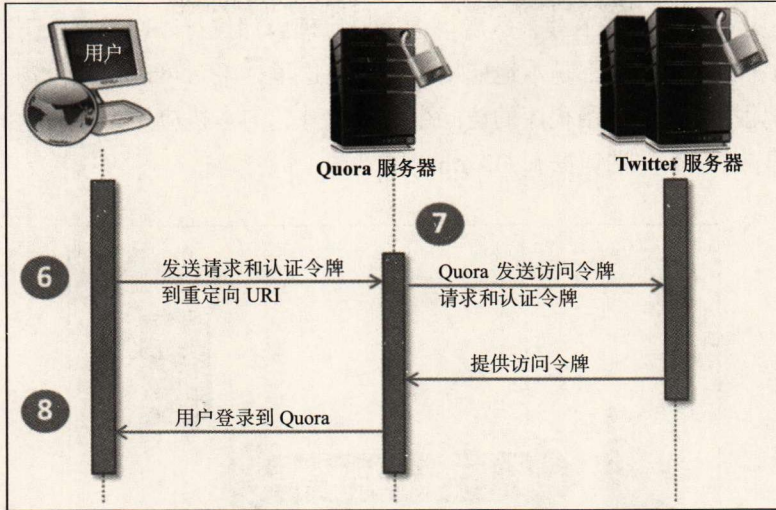 用户
Quora 服务器
Twitter 服务器
7
6
发送请求和认证令牌
到重定向 URI
Quora 发送访问令牌
请求和认证令牌
提供访问令牌
8
用户登录到 Quora